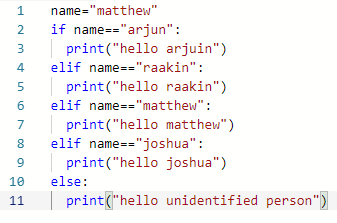 1 name="matthew"
2 if name=="arjun":
3   print("hello arjuin")
4 elif name=="raakin":
5   print("hello raakin")
6 elif name=="matthew":
7   print("hello matthew")
8 elif name=="joshua":
9   print("hello joshua")
10 else:
11   print("hello unidentified person")